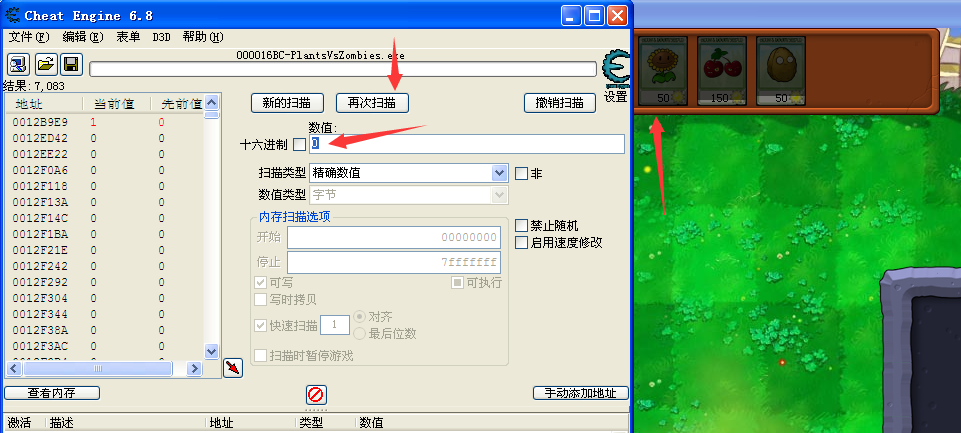 Cheat Engine 6.8
文件(F) 编辑(E) 表单 D3D 帮助(H)
000016BC-PlantsVsZombies.exe
结果: 7,083
设置
地址 当前值 先前值
新的扫描 再次扫描 撤销扫描
0012B9E9 1 0
0012ED42 0 0
0012EE22 0 0
0012F0A6 0 0
0012F118 0 0
0012F13A 0 0
0012F14C 0 0
0012F1BA 0 0
0012F21E 0 0
0012F242 0 0
0012F292 0 0
0012F304 0 0
0012F344 0 0
0012F38A 0 0
0012F3AC 0 0
数值:
十六进制 0
扫描类型 精确数值 非
数值类型 字节
内存扫描选项
开始 00000000
停止 7fffffff
可写 可执行
写时拷贝
快速扫描 1 对齐
最后位数
扫描时暂停游戏
禁止随机
启用速度修改
查看内存 手动添加地址
激活 描述 地址 类型 数值
50 150 50